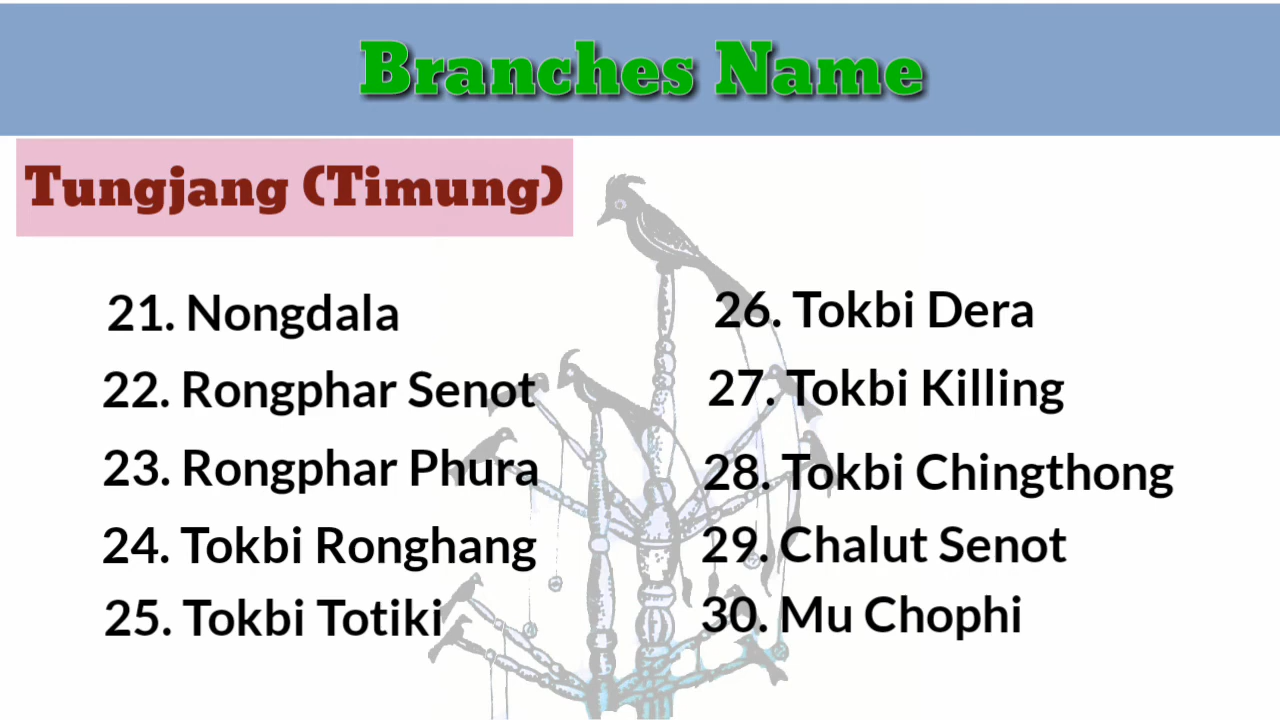 Branches Name
Tungjang (Timung)
21. Nongdala
22. Rongphar Senot
23. Rongphar Phura
24. Tokbi Ronghang
25. Tokbi Totiki
26. Tokbi Dera
27. Tokbi Killing
28. Tokbi Chingthong
29. Chalut Senot
30. Mu Chophi